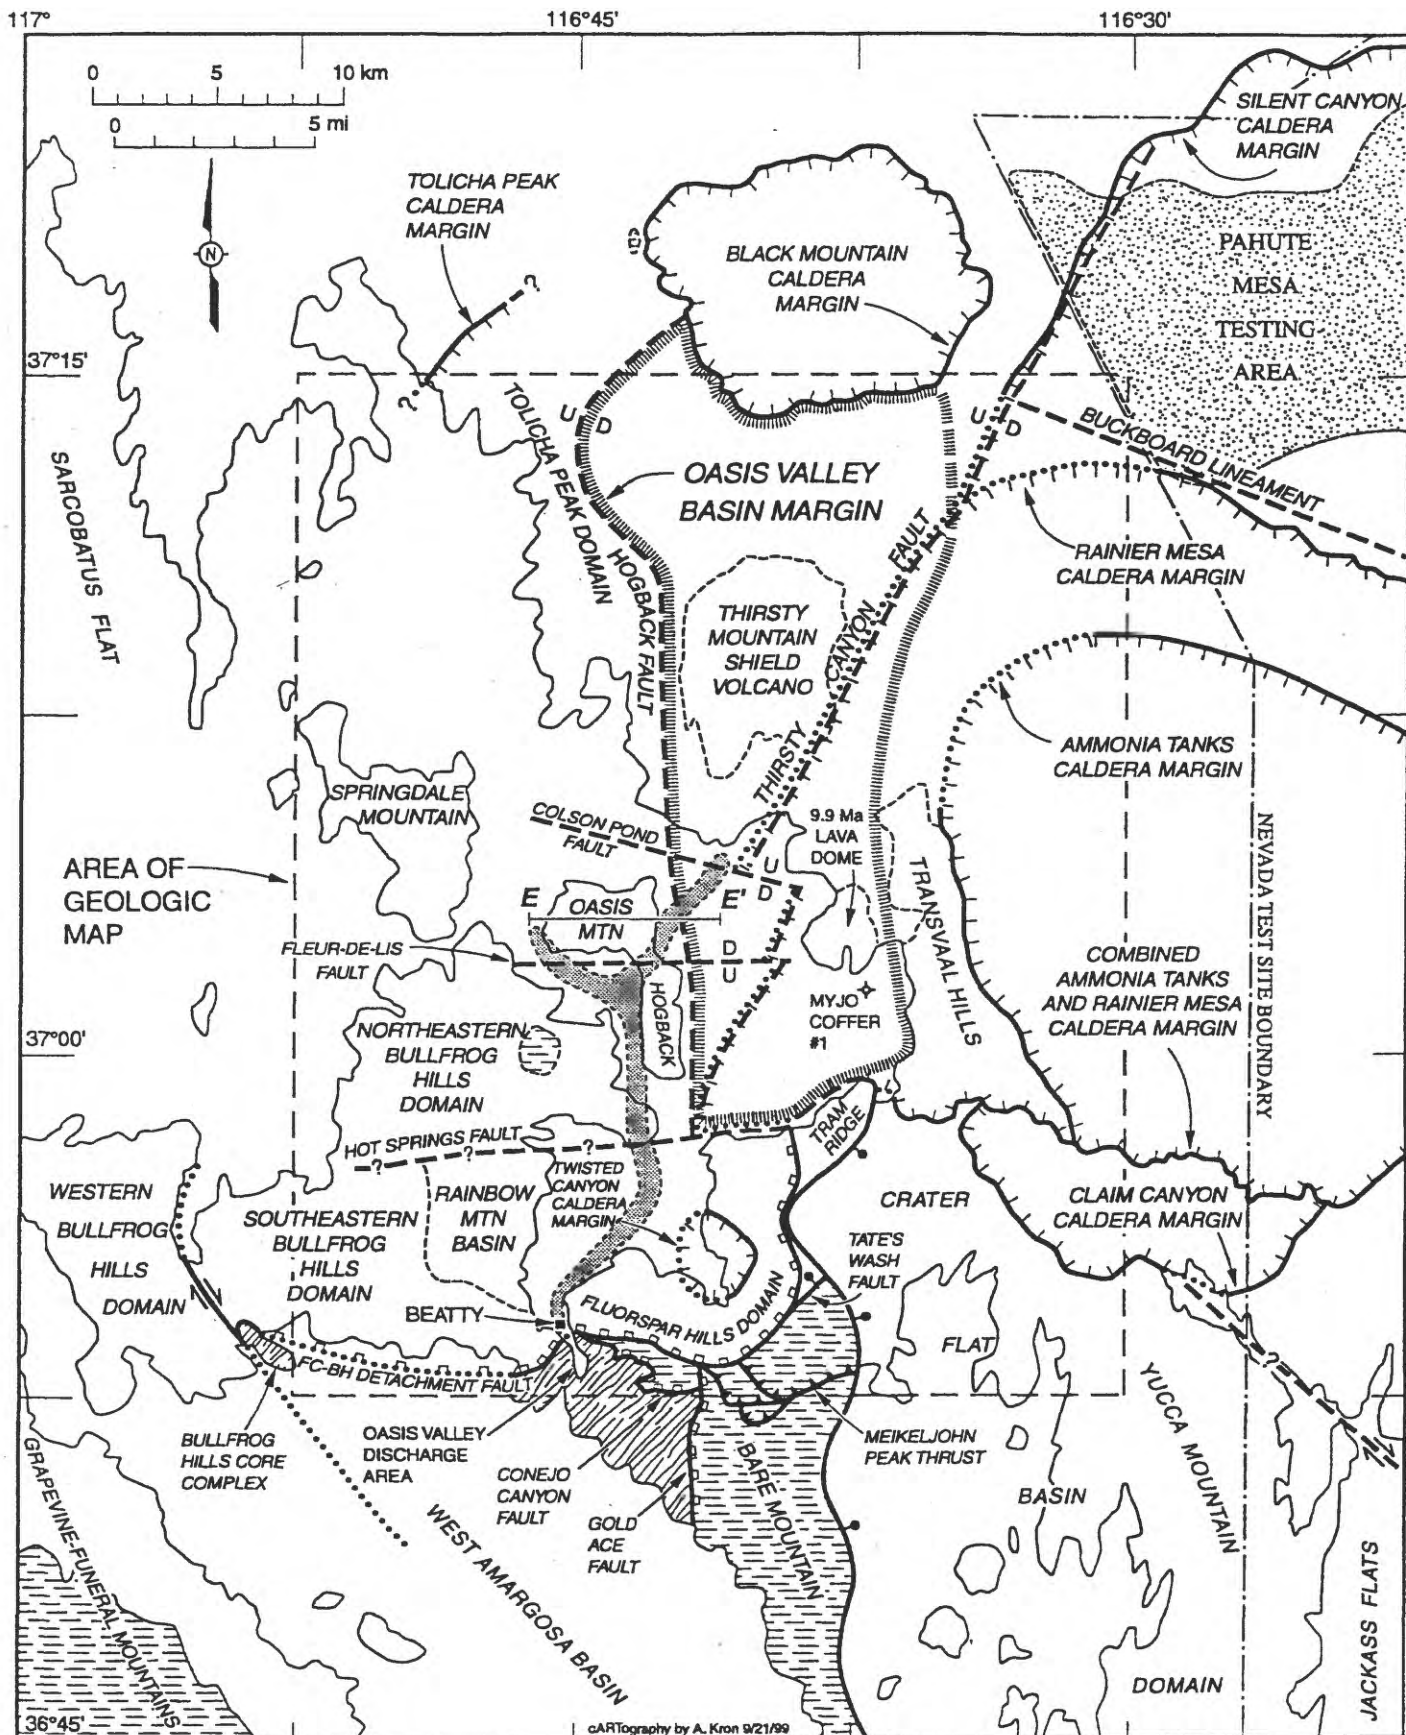 117°
116°45'
116°30'
0 5 10 km
0 5 mi
N
SILENT CANYON
CALDERA
MARGIN
TOLICHA PEAK
CALDERA
MARGIN
BLACK MOUNTAIN
CALDERA
MARGIN
PAHUTE
MESA
TESTING
AREA
?
?
37°15'
U
D
U
D
TOLICHA PEAK DOMAIN
BUCKBOARD LINEAMENT
SARCOBATUS FLAT
OASIS VALLEY
BASIN MARGIN
HOGBACK FAULT
RAINIER MESA
CALDERA MARGIN
THIRSTY CANYON FAULT
THIRSTY
MOUNTAIN
SHIELD
VOLCANO
AMMONIA TANKS
CALDERA MARGIN
SPRINGDALE
MOUNTAIN
COLSON POND
FAULT
9.9 Ma
LAVA
DOME
NEVADA TEST SITE BOUNDARY
AREA OF
GEOLOGIC
MAP
U
D
E
E'
OASIS
MTN
TRANSVAAL HILLS
FLEUR-DE-LIS
FAULT
D
U
HOGBACK
MYJO
COFFER
#1
COMBINED
AMMONIA TANKS
AND RAINIER MESA
CALDERA MARGIN
37°00'
NORTHEASTERN
BULLFROG
HILLS
DOMAIN
HOT SPRINGS FAULT
?
?
?
TRAM
RIDGE
TWISTED
CANYON
CALDERA
MARGIN
WESTERN
BULLFROG
HILLS
DOMAIN
SOUTHEASTERN
BULLFROG
HILLS
DOMAIN
RAINBOW
MTN
BASIN
CRATER
FLAT
CLAIM CANYON
CALDERA MARGIN
TATE'S
WASH
FAULT
BEATTY
FLUORSPAR HILLS DOMAIN
?
FC-BH DETACHMENT FAULT
BULLFROG
HILLS CORE
COMPLEX
OASIS VALLEY
DISCHARGE
AREA
CONEJO
CANYON
FAULT
GOLD
ACE
FAULT
BARE MOUNTAIN
MEIKELJOHN
PEAK THRUST
YUCCA MOUNTAIN
BASIN
GRAPEVINE-FUNERAL MOUNTAINS
WEST AMARGOSA BASIN
DOMAIN
JACKASS FLATS
36°45'
cARTography by A. Kron 9/21/99